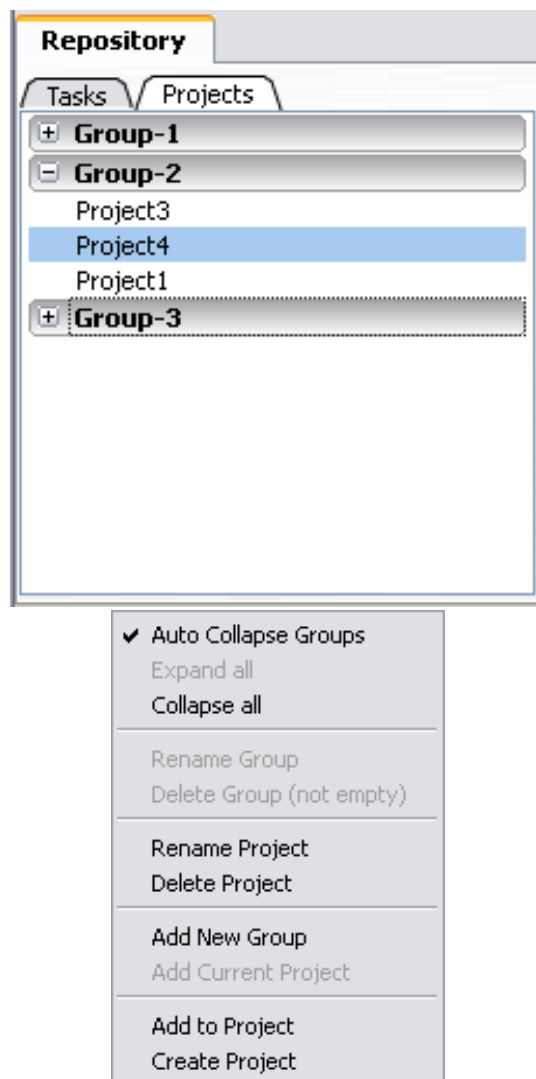 Repository
Tasks Projects
Group-1
Group-2
Project3
Project4
Project1
Group-3
Auto Collapse Groups
Expand all
Collapse all
Rename Group
Delete Group (not empty)
Rename Project
Delete Project
Add New Group
Add Current Project
Add to Project
Create Project